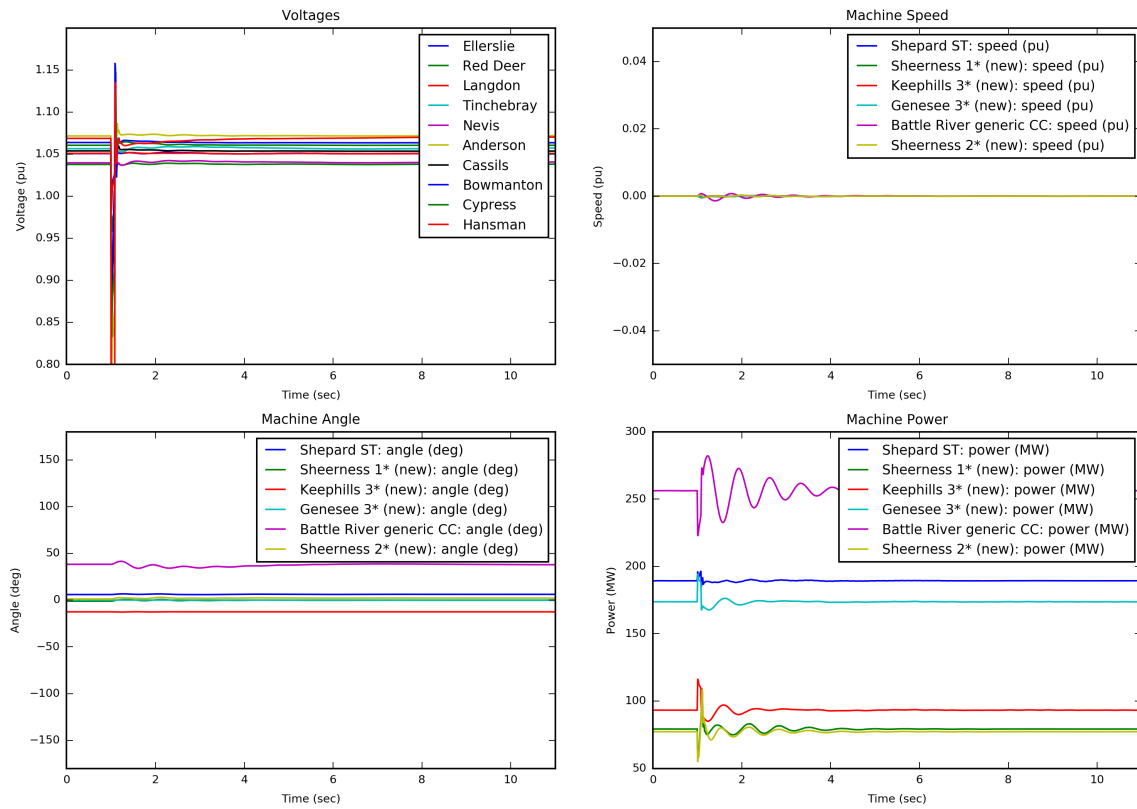 Voltages
1.15
1.10
1.05
1.00
0.95
0.90
0.85
0.80
Voltage (pu)
0
2
4
6
8
10
Time (sec)
Ellerslie
Red Deer
Langdon
Tinchebray
Nevis
Anderson
Cassils
Bowmanton
Cypress
Hansman
Machine Speed
0.04
0.02
0.00
−0.02
−0.04
Speed (pu)
0
2
4
6
8
10
Time (sec)
Shepard ST: speed (pu)
Sheerness 1* (new): speed (pu)
Keephills 3* (new): speed (pu)
Genesee 3* (new): speed (pu)
Battle River generic CC: speed (pu)
Sheerness 2* (new): speed (pu)
Machine Angle
150
100
50
0
−50
−100
−150
Angle (deg)
0
2
4
6
8
10
Time (sec)
Shepard ST: angle (deg)
Sheerness 1* (new): angle (deg)
Keephills 3* (new): angle (deg)
Genesee 3* (new): angle (deg)
Battle River generic CC: angle (deg)
Sheerness 2* (new): angle (deg)
Machine Power
300
250
200
150
100
50
Power (MW)
0
2
4
6
8
10
Time (sec)
Shepard ST: power (MW)
Sheerness 1* (new): power (MW)
Keephills 3* (new): power (MW)
Genesee 3* (new): power (MW)
Battle River generic CC: power (MW)
Sheerness 2* (new): power (MW)